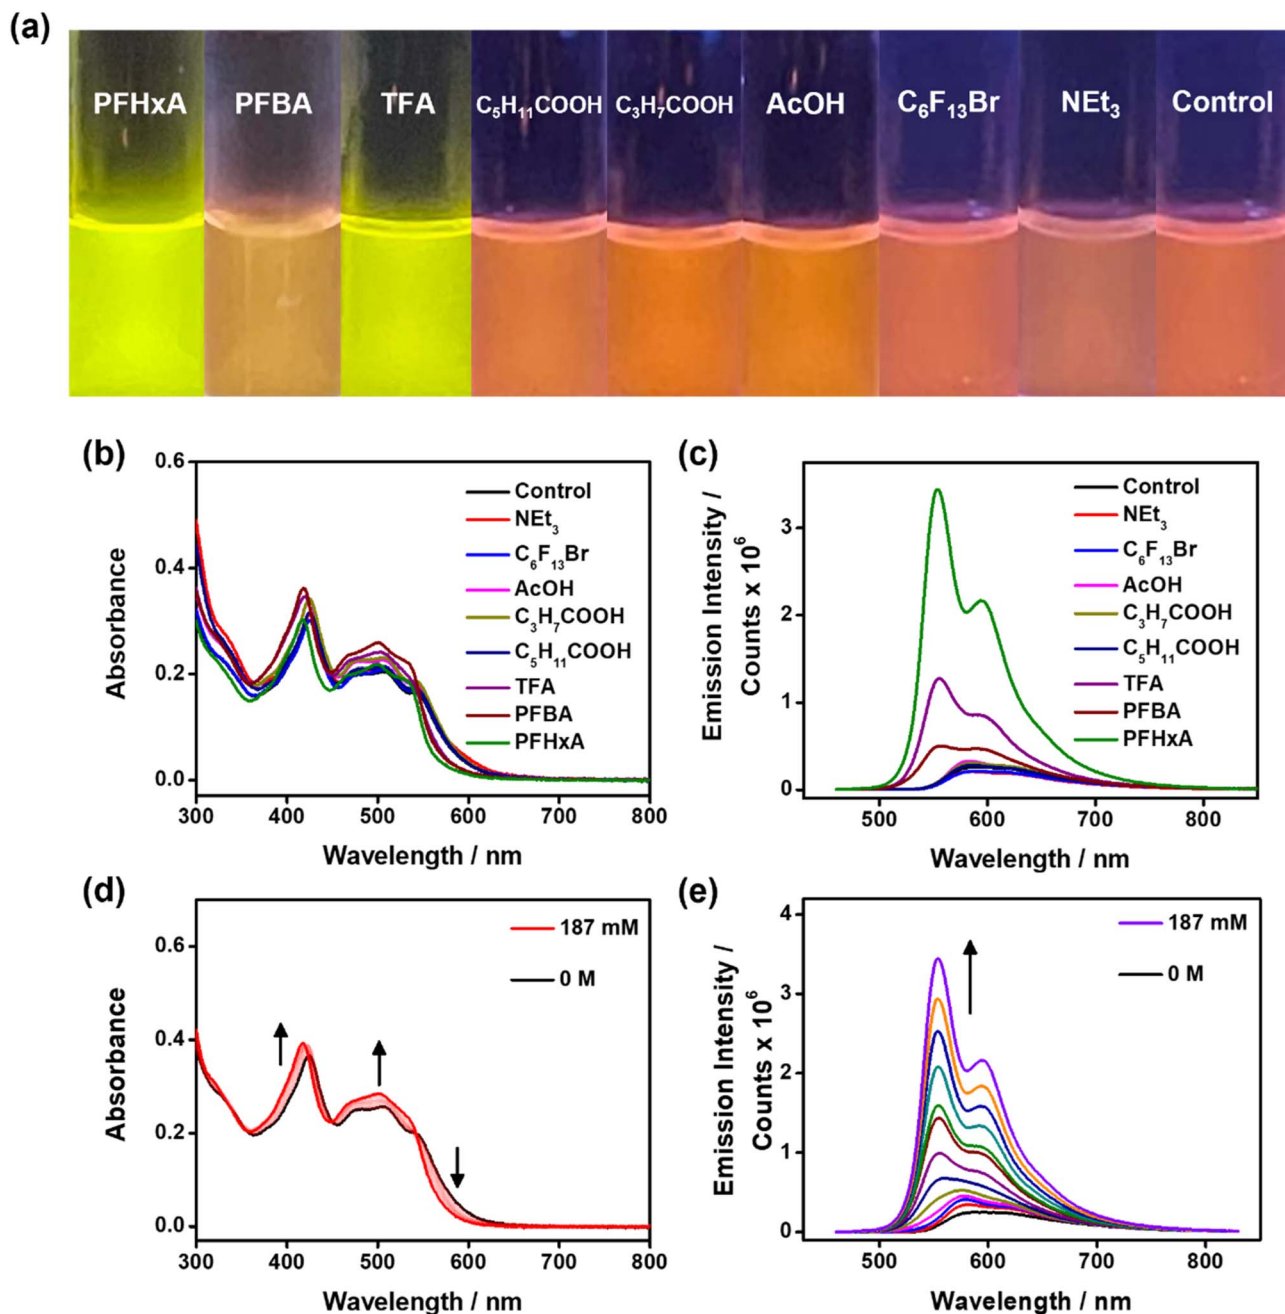 (a)
PFHxA PFBA TFA C₅H₁₁COOH C₃H₇COOH AcOH C₆F₁₃Br NEt₃ Control
(b)
0.6
0.4
0.2
0.0
Absorbance
300 400 500 600 700 800
Wavelength / nm
Control
NEt₃
C₆F₁₃Br
AcOH
C₃H₇COOH
C₅H₁₁COOH
TFA
PFBA
PFHxA
(c)
3
2
1
0
Emission Intensity /
Counts x 10⁶
500 600 700 800
Wavelength / nm
Control
NEt₃
C₆F₁₃Br
AcOH
C₃H₇COOH
C₅H₁₁COOH
TFA
PFBA
PFHxA
(d)
0.6
0.4
0.2
0.0
Absorbance
300 400 500 600 700 800
Wavelength / nm
187 mM
0 M
(e)
4
3
2
1
0
Emission Intensity /
Counts x 10⁶
500 600 700 800
Wavelength / nm
187 mM
0 M